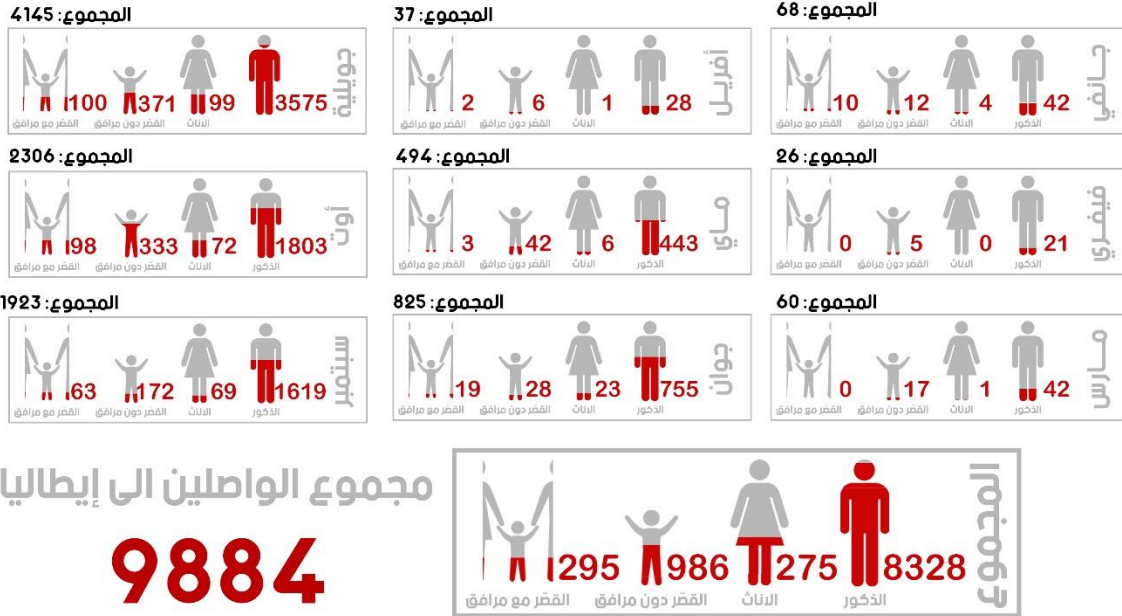 المجموع: 68
جـانفي
42 4 12 10
الذكور الاناث القصّر دون مرافق القصّر مع مرافق
المجموع: 26
فيفري
21 0 5 0
الذكور الاناث القصّر دون مرافق القصّر مع مرافق
المجموع: 60
مـارس
42 1 17 0
الذكور الاناث القصّر دون مرافق القصّر مع مرافق
المجموع: 37
أفريل
28 1 6 2
الاناث القصّر دون مرافق القصّر مع مرافق
المجموع: 494
مـاي
443 6 42 3
الذكور الاناث القصّر دون مرافق القصّر مع مرافق
المجموع: 825
جوان
755 23 28 19
الذكور الاناث القصّر دون مرافق القصّر مع مرافق
المجموع: 4145
جويلية
3575 99 371 100
الاناث القصّر دون مرافق القصّر مع مرافق
المجموع: 2306
أوت
1803 72 333 98
الذكور الاناث القصّر دون مرافق القصّر مع مرافق
المجموع: 1923
سبتمبر
1619 69 172 63
الذكور الاناث القصّر دون مرافق القصّر مع مرافق
المجموع
8328 275 986 295
الذكور الاناث القصّر دون مرافق القصّر مع مرافق
مجموع الواصلين الى إيطاليا
9884